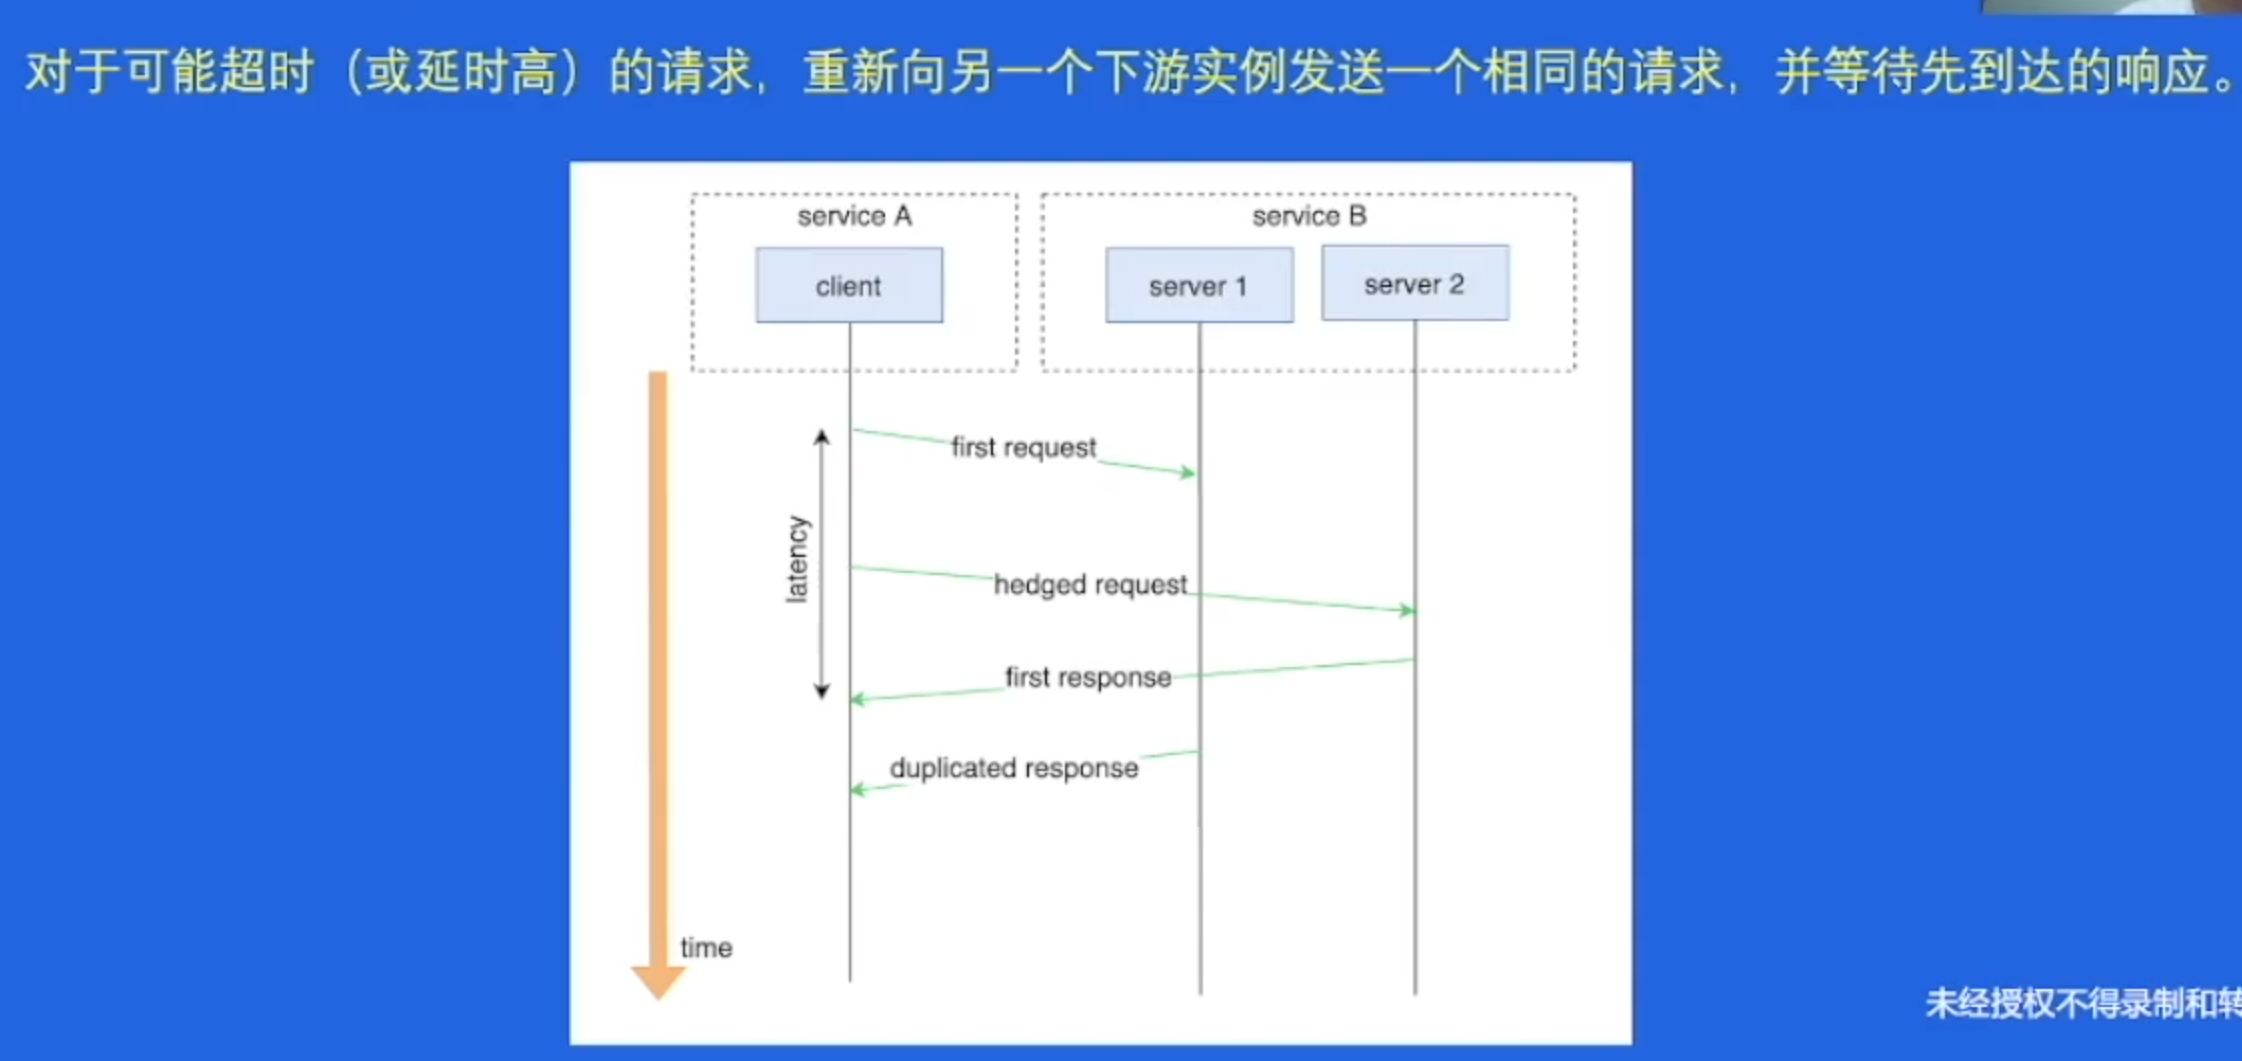 对于可能超时（或延时高）的请求，重新向另一个下游实例发送一个相同的请求，并等待先到达的响应。
service A
service B
client
server 1
server 2
first request
latency
hedged request
first response
duplicated response
time
未经授权不得录制和转